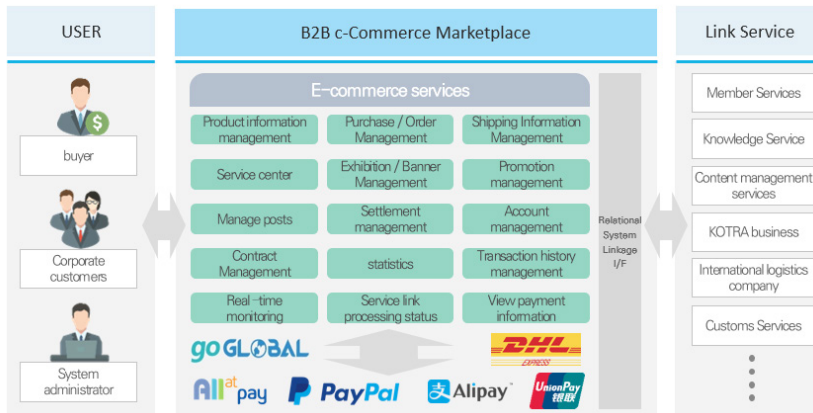 USER
B2B c-Commerce Marketplace
Link Service
buyer
Corporate
customers
System
administrator
E-commerce services
Product information
management
Purchase / Order
Management
Shipping Information
Management
Service center
Exhibition / Banner
Management
Promotion
management
Manage posts
Settlement
management
Account
management
Contract
Management
statistics
Transaction history
management
Real-time
monitoring
Service link
processing status
View payment
information
Relational
System
Linkage
I/F
goGLOBAL
DHL
EXPRESS
Allat pay
PayPal
支 Alipay
UnionPay
银联
Member Services
Knowledge Service
Content management
services
KOTRA business
International logistics
company
Customs Services